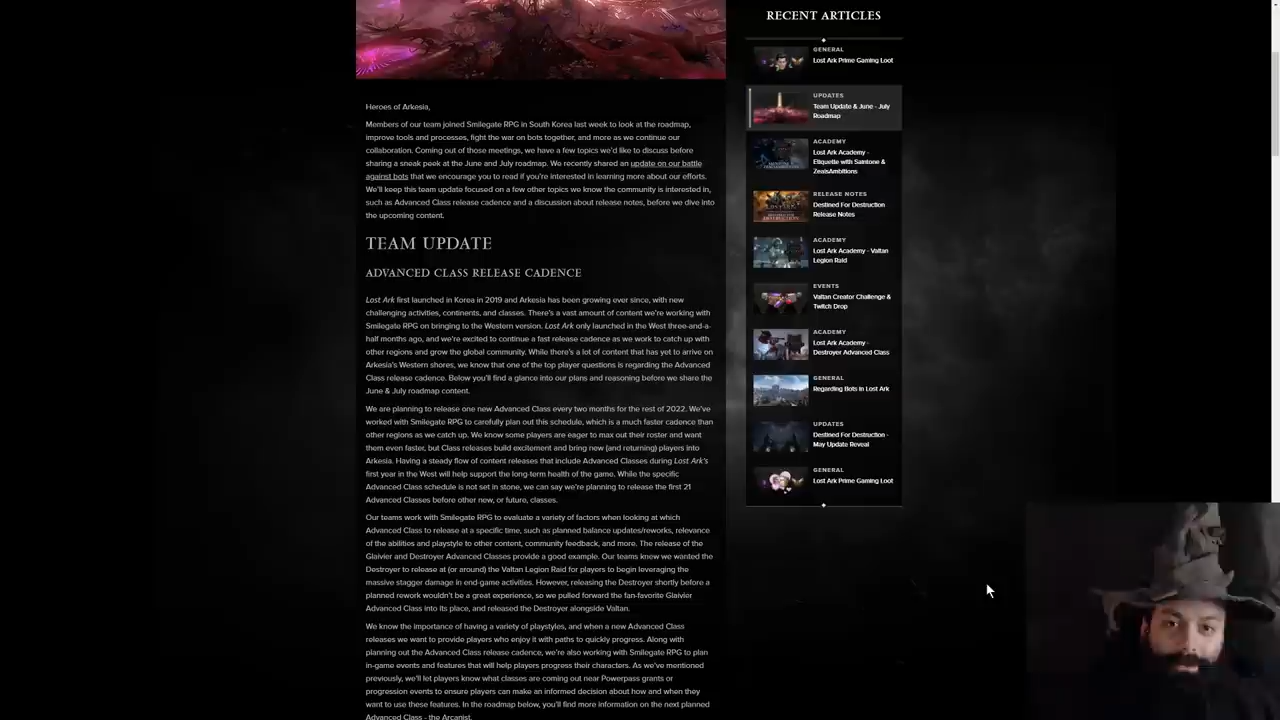 Heroes of Arkesia,
Members of our team joined Smilegate RPG in South Korea last week to look at the roadmap,
improve tools and processes, fight the war on bots together, and more as we continue our
collaboration. Coming out of those meetings, we have a few topics we'd like to discuss before
sharing a sneak peek at the June and July roadmap. We recently shared an update on our battle
against bots that we encourage you to read if you're interested in learning more about our efforts.
We'll keep this team update focused on a few other topics we know the community is interested in,
such as Advanced Class release cadence and a discussion about release notes, before we dive into
the upcoming content.
TEAM UPDATE
ADVANCED CLASS RELEASE CADENCE
Lost Ark first launched in Korea in 2019 and Arkesia has been growing ever since, with new
challenging activities, continents, and classes. There's a vast amount of content we're working with
Smilegate RPG on bringing to the Western version. Lost Ark only launched in the West three-and-a-
half months ago, and we're excited to continue a fast release cadence as we work to catch up with
other regions and grow the global community. While there's a lot of content that has yet to arrive on
Arkesia's Western shores, we know that one of the top player questions is regarding the Advanced
Class release cadence. Below you'll find a glance into our plans and reasoning before we share the
June & July roadmap content.
We are planning to release one new Advanced Class every two months for the rest of 2022. We've
worked with Smilegate RPG to carefully plan out this schedule, which is a much faster cadence than
other regions as we catch up. We know some players are eager to max out their roster and want
them even faster, but Class releases build excitement and bring new (and returning) players into
Arkesia. Having a steady flow of content releases that include Advanced Classes during Lost Ark's
first year in the West will help support the long-term health of the game. While the specific
Advanced Class schedule is not set in stone, we can say we're planning to release the first 21
Advanced Classes before other new, or future, classes.
Our teams work with Smilegate RPG to evaluate a variety of factors when looking at which
Advanced Class to release at a specific time, such as planned balance updates/reworks, relevance
of the abilities and playstyle to other content, community feedback, and more. The release of the
Glaivier and Destroyer Advanced Classes provide a good example. Our teams knew we wanted the
Destroyer to release at (or around) the Valtan Legion Raid for players to begin leveraging the
massive stagger damage in end-game activities. However, releasing the Destroyer shortly before a
planned rework wouldn't be a great experience, so we pulled forward the fan-favorite Glaivier
Advanced Class into its place, and released the Destroyer alongside Valtan.
We know the importance of having a variety of playstyles, and when a new Advanced Class
releases we want to provide players who enjoy it with paths to quickly progress. Along with
planning out the Advanced Class release cadence, we're also working with Smilegate RPG to plan
in-game events and features that will help players progress their characters. As we've mentioned
previously, we'll let players know what classes are coming out near Powerpass grants or
progression events to ensure players can make an informed decision about how and when they
want to use these features. In the roadmap below, you'll find more information on the next planned
Advanced Class - the Arcanist.
RECENT ARTICLES
GENERAL
Lost Ark Prime Gaming Loot
UPDATES
Team Update & June - July
Roadmap
ACADEMY
Lost Ark Academy -
Etiquette with Saintone &
ZealsAmbitions
RELEASE NOTES
Destined For Destruction
Release Notes
ACADEMY
Lost Ark Academy - Valtan
Legion Raid
EVENTS
Valtan Creator Challenge &
Twitch Drop
ACADEMY
Lost Ark Academy -
Destroyer Advanced Class
GENERAL
Regarding Bots in Lost Ark
UPDATES
Destined For Destruction -
May Update Reveal
GENERAL
Lost Ark Prime Gaming Loot